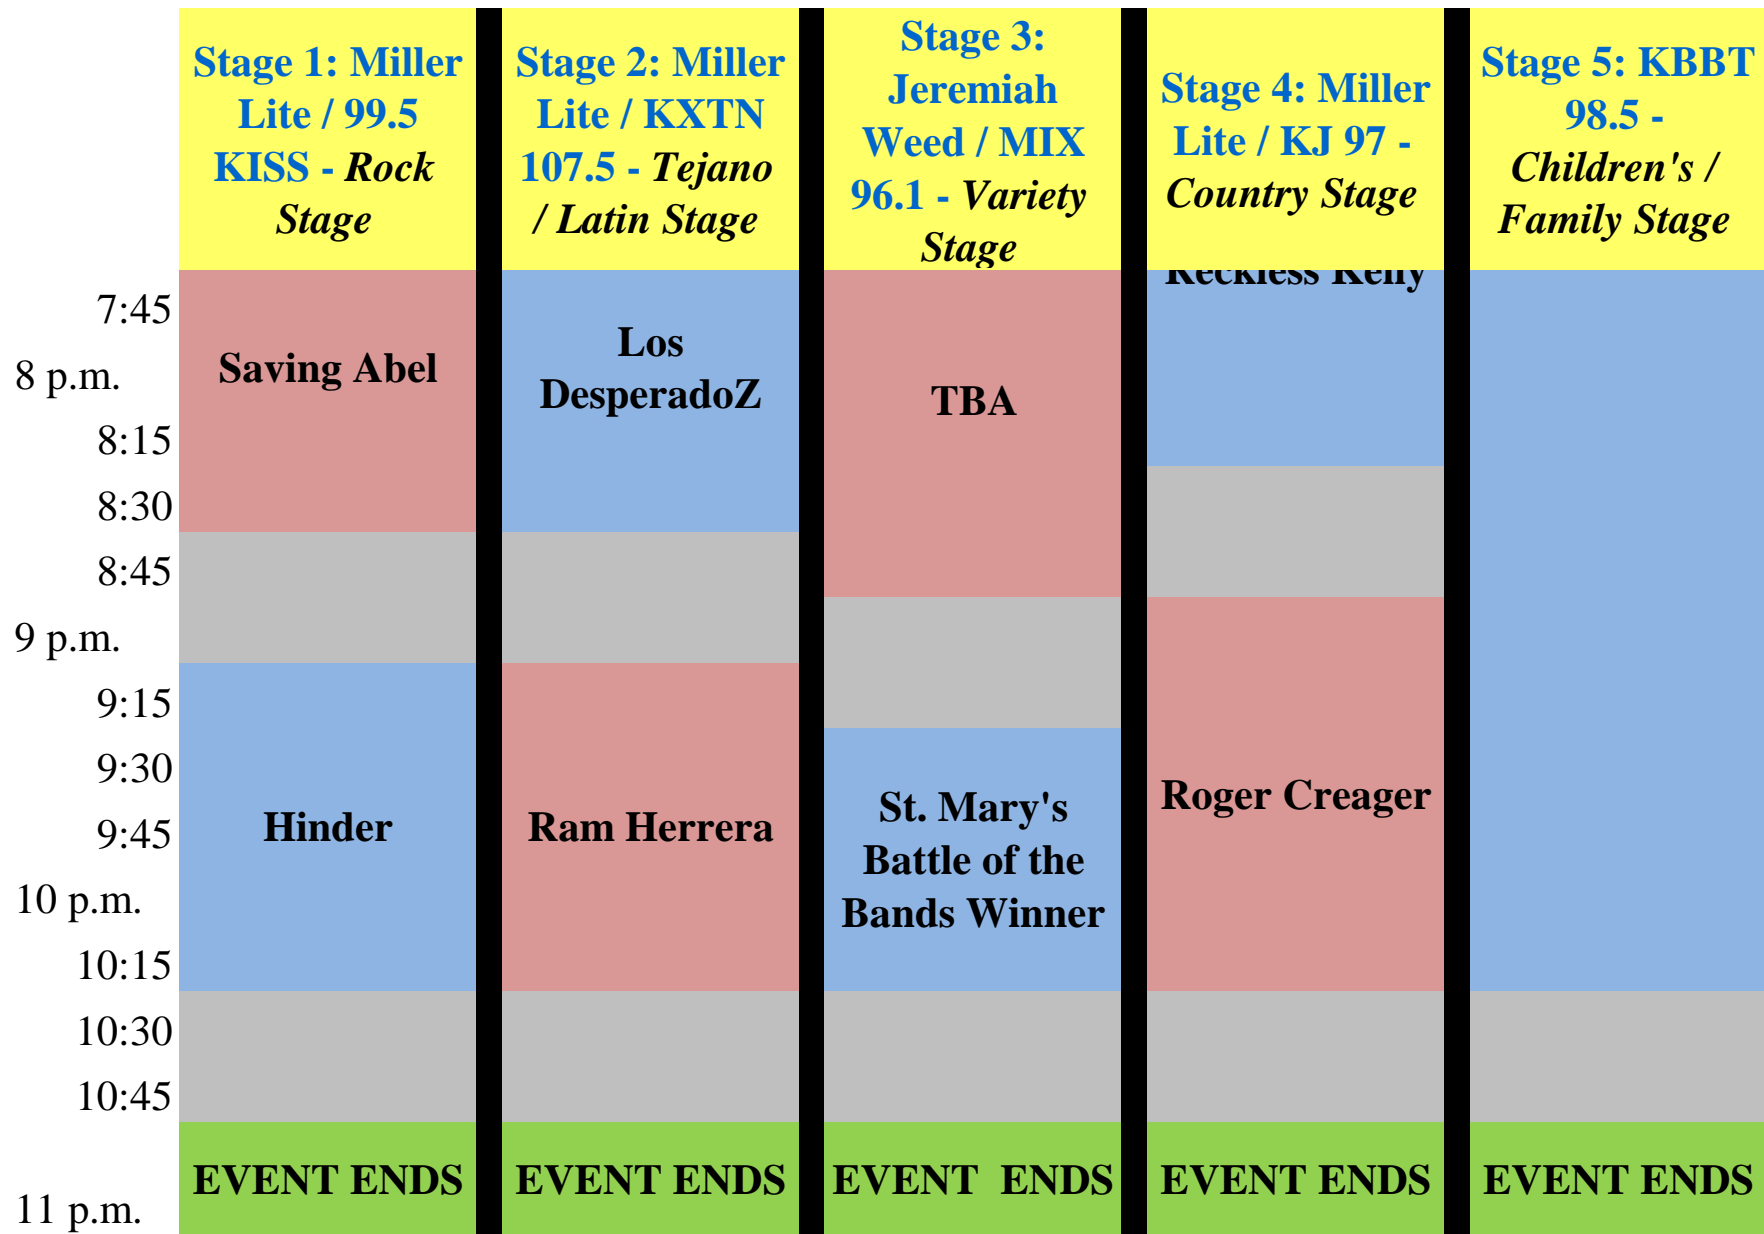 Stage 1: Miller
Lite / 99.5
KISS - Rock
Stage
Stage 2: Miller
Lite / KXTN
107.5 - Tejano
/ Latin Stage
Stage 3:
Jeremiah
Weed / MIX
96.1 - Variety
Stage
Stage 4: Miller
Lite / KJ 97 -
Country Stage
Stage 5: KBBT
98.5 -
Children's /
Family Stage
Reckless Kelly
7:45
8 p.m.
8:15
8:30
8:45
9 p.m.
9:15
9:30
9:45
10 p.m.
10:15
10:30
10:45
11 p.m.
Saving Abel
Hinder
EVENT ENDS
Los
DesperadoZ
Ram Herrera
EVENT ENDS
TBA
St. Mary's
Battle of the
Bands Winner
EVENT  ENDS
Roger Creager
EVENT ENDS
EVENT ENDS